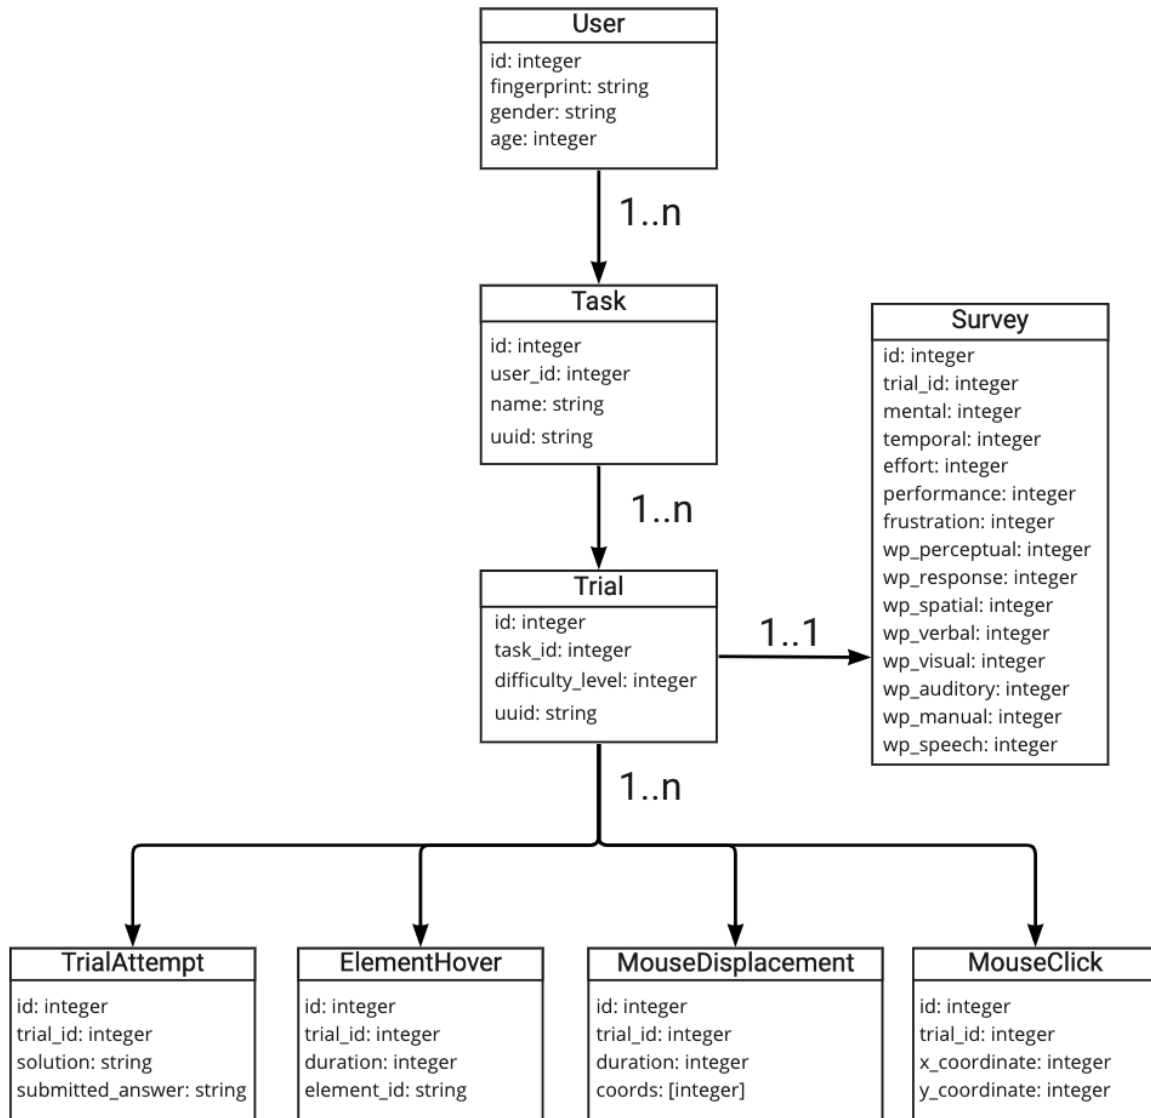 User
id: integer
fingerprint: string
gender: string
age: integer
1..n
Task
id: integer
user_id: integer
name: string
uuid: string
1..n
Trial
id: integer
task_id: integer
difficulty_level: integer
uuid: string
1..1
Survey
id: integer
trial_id: integer
mental: integer
temporal: integer
effort: integer
performance: integer
frustration: integer
wp_perceptual: integer
wp_response: integer
wp_spatial: integer
wp_verbal: integer
wp_visual: integer
wp_auditory: integer
wp_manual: integer
wp_speech: integer
1..n
TrialAttempt
id: integer
trial_id: integer
solution: string
submitted_answer: string
ElementHover
id: integer
trial_id: integer
duration: integer
element_id: string
MouseDisplacement
id: integer
trial_id: integer
duration: integer
coords: [integer]
MouseClick
id: integer
trial_id: integer
x_coordinate: integer
y_coordinate: integer